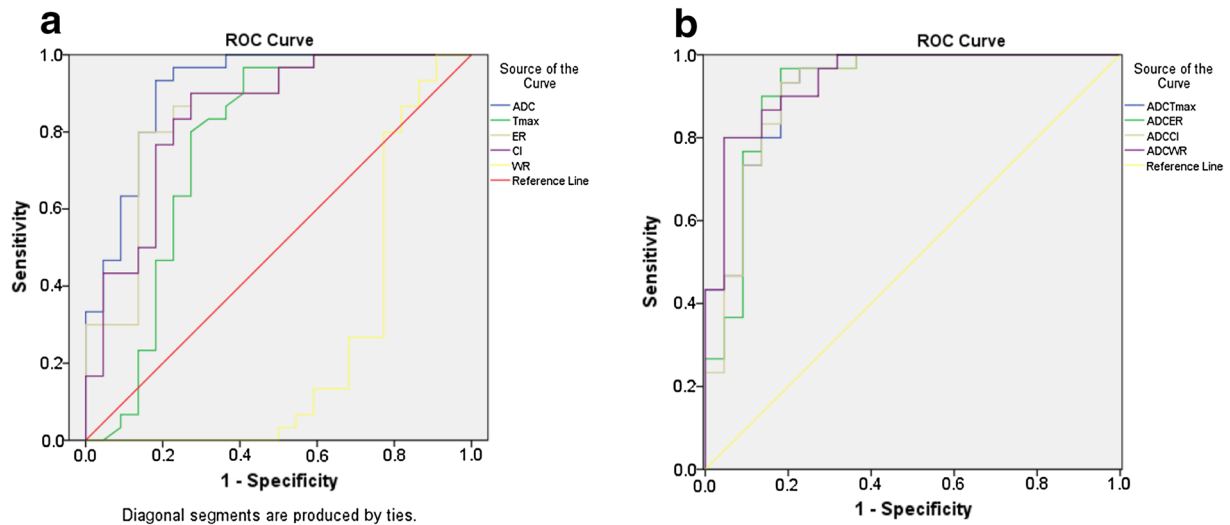 a
ROC Curve
Sensitivity
1.0
0.8
0.6
0.4
0.2
0.0
0.0 0.2 0.4 0.6 0.8 1.0
1 - Specificity
Source of the
Curve
ADC
Tmax
ER
CI
WR
Reference Line
Diagonal segments are produced by ties.
b
ROC Curve
Sensitivity
1.0
0.8
0.6
0.4
0.2
0.0
0.0 0.2 0.4 0.6 0.8 1.0
1 - Specificity
Source of the
Curve
ADCTmax
ADCER
ADCCI
ADCWR
Reference Line